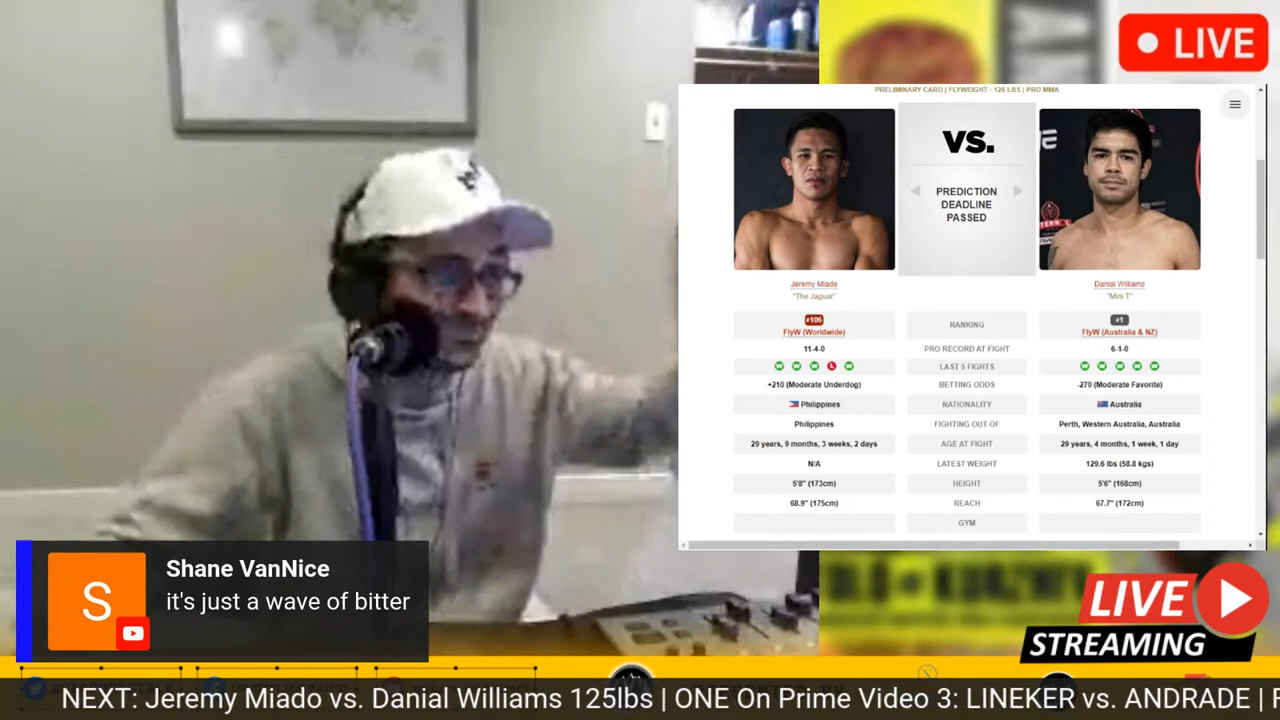 LIVE
PRELIMINARY CARD | FLYWEIGHT · 125 LBS | PRO MMA
VS.
PREDICTION
DEADLINE
PASSED
Jeremy Miado
"The Jaguar"
Danial Williams
"Mini T"
#106
FlyW (Worldwide)
RANKING
#1
FlyW (Australia & NZ)
11-4-0
PRO RECORD AT FIGHT
6-1-0
W W W L W
LAST 5 FIGHTS
W W W W W
+210 (Moderate Underdog)
BETTING ODDS
-270 (Moderate Favorite)
Philippines
NATIONALITY
Australia
Philippines
FIGHTING OUT OF
Perth, Western Australia, Australia
29 years, 9 months, 3 weeks, 2 days
AGE AT FIGHT
29 years, 4 months, 1 week, 1 day
N/A
LATEST WEIGHT
129.6 lbs (58.8 kgs)
5'8" (173cm)
HEIGHT
5'6" (168cm)
68.9" (175cm)
REACH
67.7" (172cm)
GYM
S
Shane VanNice
it's just a wave of bitter
LIVE
STREAMING
NEXT: Jeremy Miado vs. Danial Williams 125lbs | ONE On Prime Video 3: LINEKER vs. ANDRADE |